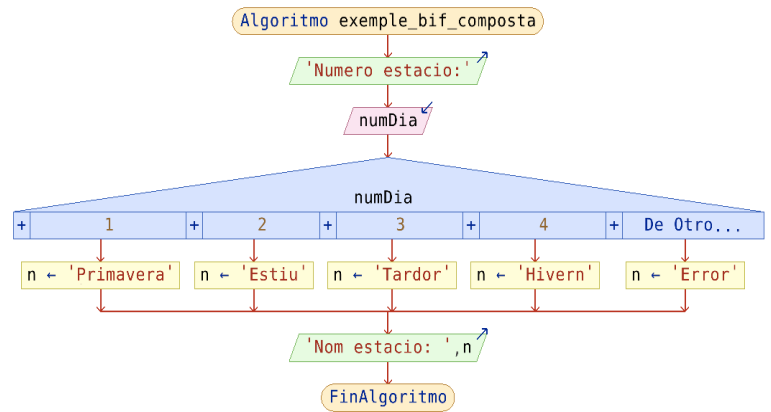 Algoritmo exemple_bif_composta
'Numero estacio:'
numDia
numDia
+ 1 + 2 + 3 + 4 + De Otro...
n ← 'Primavera' n ← 'Estiu' n ← 'Tardor' n ← 'Hivern' n ← 'Error'
'Nom estacio: ',n
FinAlgoritmo